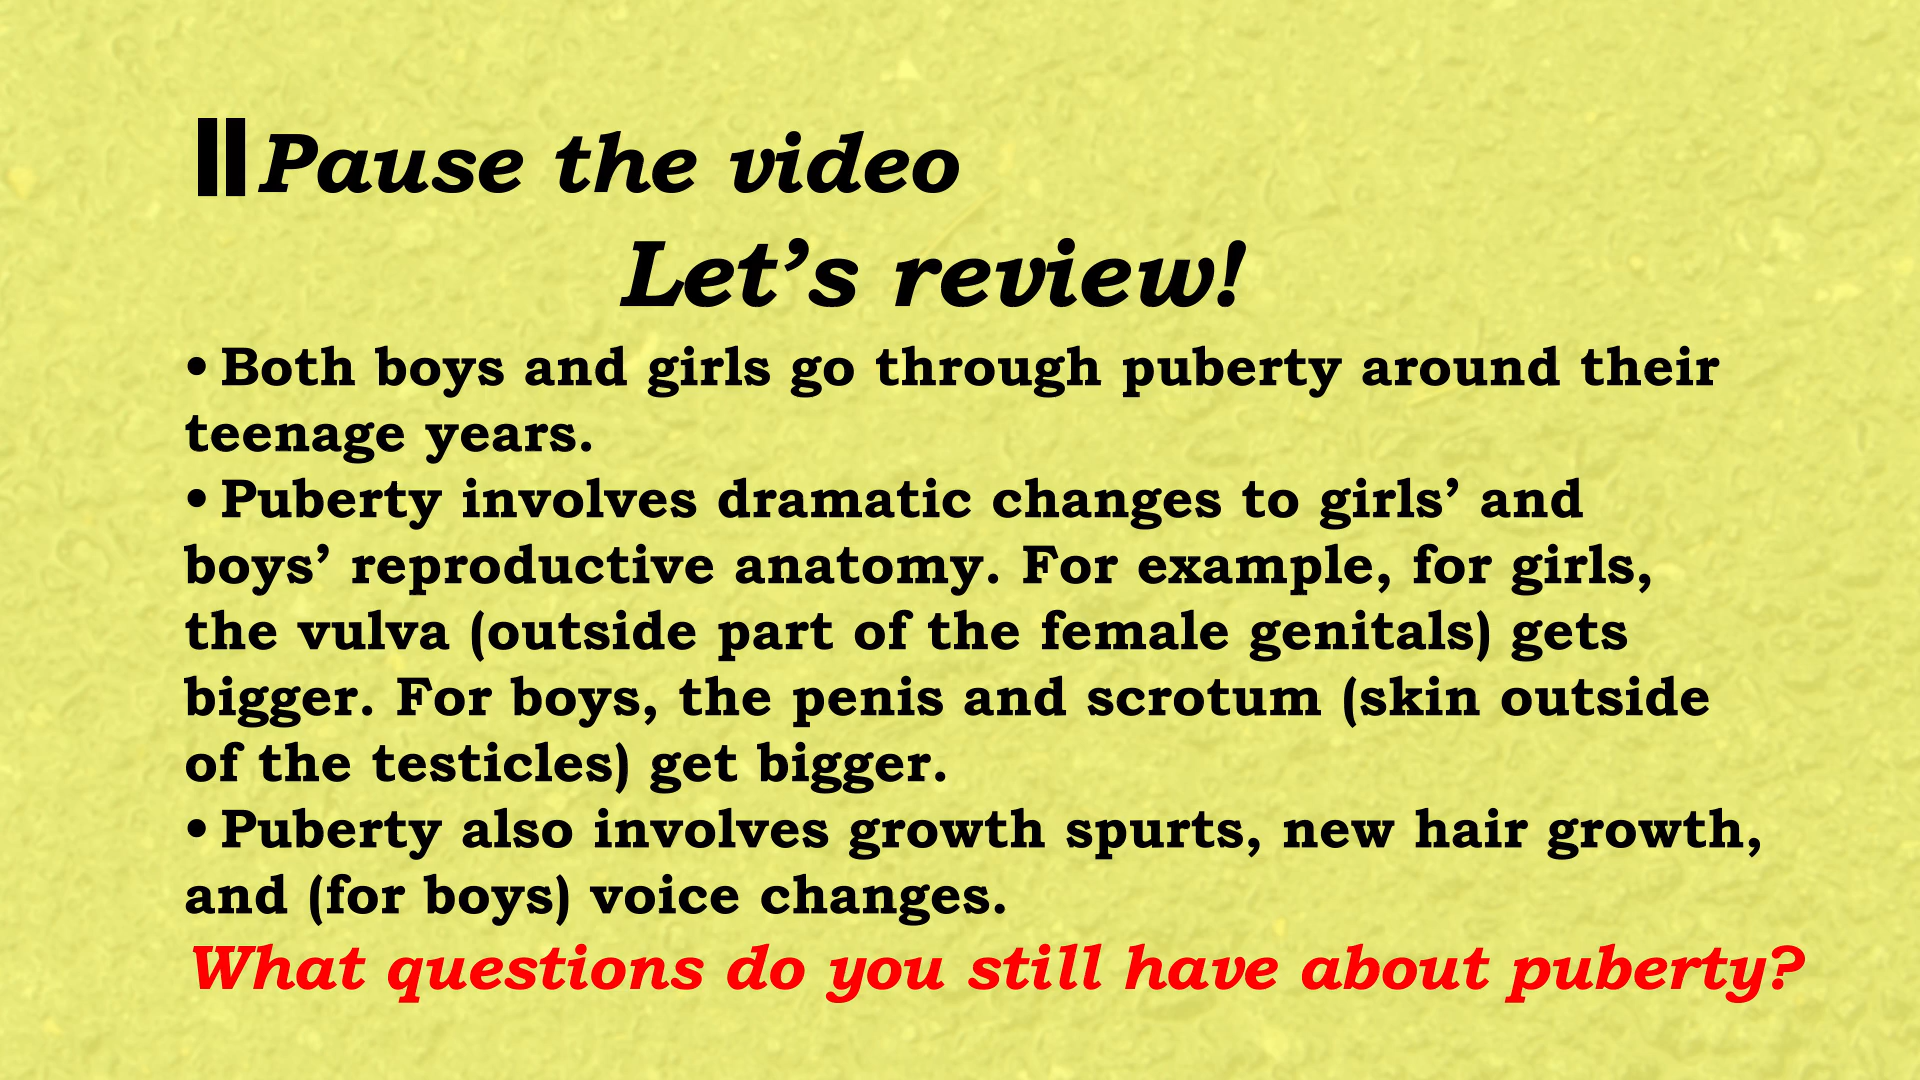 Pause the video
Let’s review!
• Both boys and girls go through puberty around their
teenage years.
• Puberty involves dramatic changes to girls’ and
boys’ reproductive anatomy. For example, for girls,
the vulva (outside part of the female genitals) gets
bigger. For boys, the penis and scrotum (skin outside
of the testicles) get bigger.
• Puberty also involves growth spurts, new hair growth,
and (for boys) voice changes.
What questions do you still have about puberty?